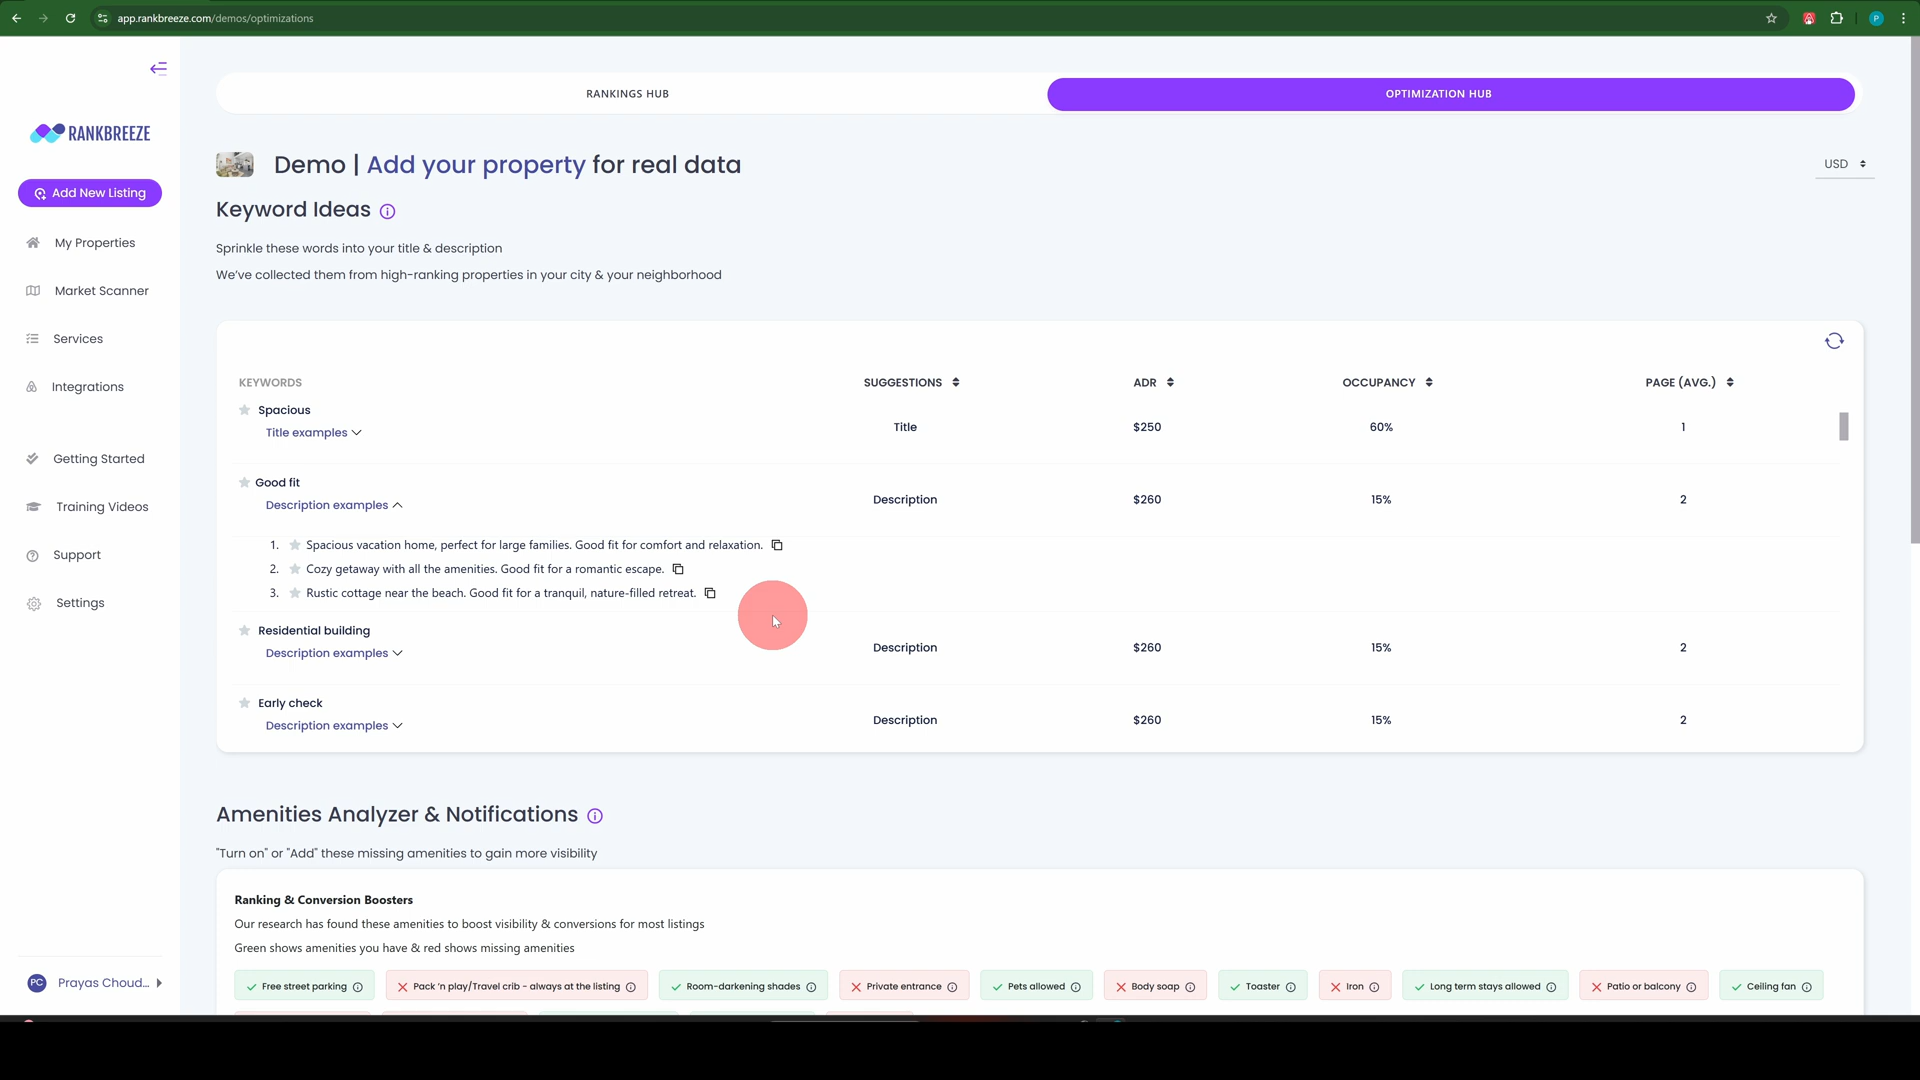 app.rankbreeze.com/demos/optimizations
P
RANKBREEZE
Add New Listing
My Properties
Market Scanner
Services
Integrations
Getting Started
Training Videos
Support
Settings
PC Prayas Choud...
RANKINGS HUB
OPTIMIZATION HUB
Demo | Add your property for real data
USD
Keyword Ideas
Sprinkle these words into your title & description
We've collected them from high-ranking properties in your city & your neighborhood
KEYWORDS SUGGESTIONS ADR OCCUPANCY PAGE (AVG.)
Spacious
Title examples
Title $250 60% 1
Good fit
Description examples
Description $260 15% 2
1. Spacious vacation home, perfect for large families. Good fit for comfort and relaxation.
2. Cozy getaway with all the amenities. Good fit for a romantic escape.
3. Rustic cottage near the beach. Good fit for a tranquil, nature-filled retreat.
Residential building
Description examples
Description $260 15% 2
Early check
Description examples
Description $260 15% 2
Amenities Analyzer & Notifications
"Turn on" or "Add" these missing amenities to gain more visibility
Ranking & Conversion Boosters
Our research has found these amenities to boost visibility & conversions for most listings
Green shows amenities you have & red shows missing amenities
Free street parking
Pack 'n play/Travel crib - always at the listing
Room-darkening shades
Private entrance
Pets allowed
Body soap
Toaster
Iron
Long term stays allowed
Patio or balcony
Ceiling fan